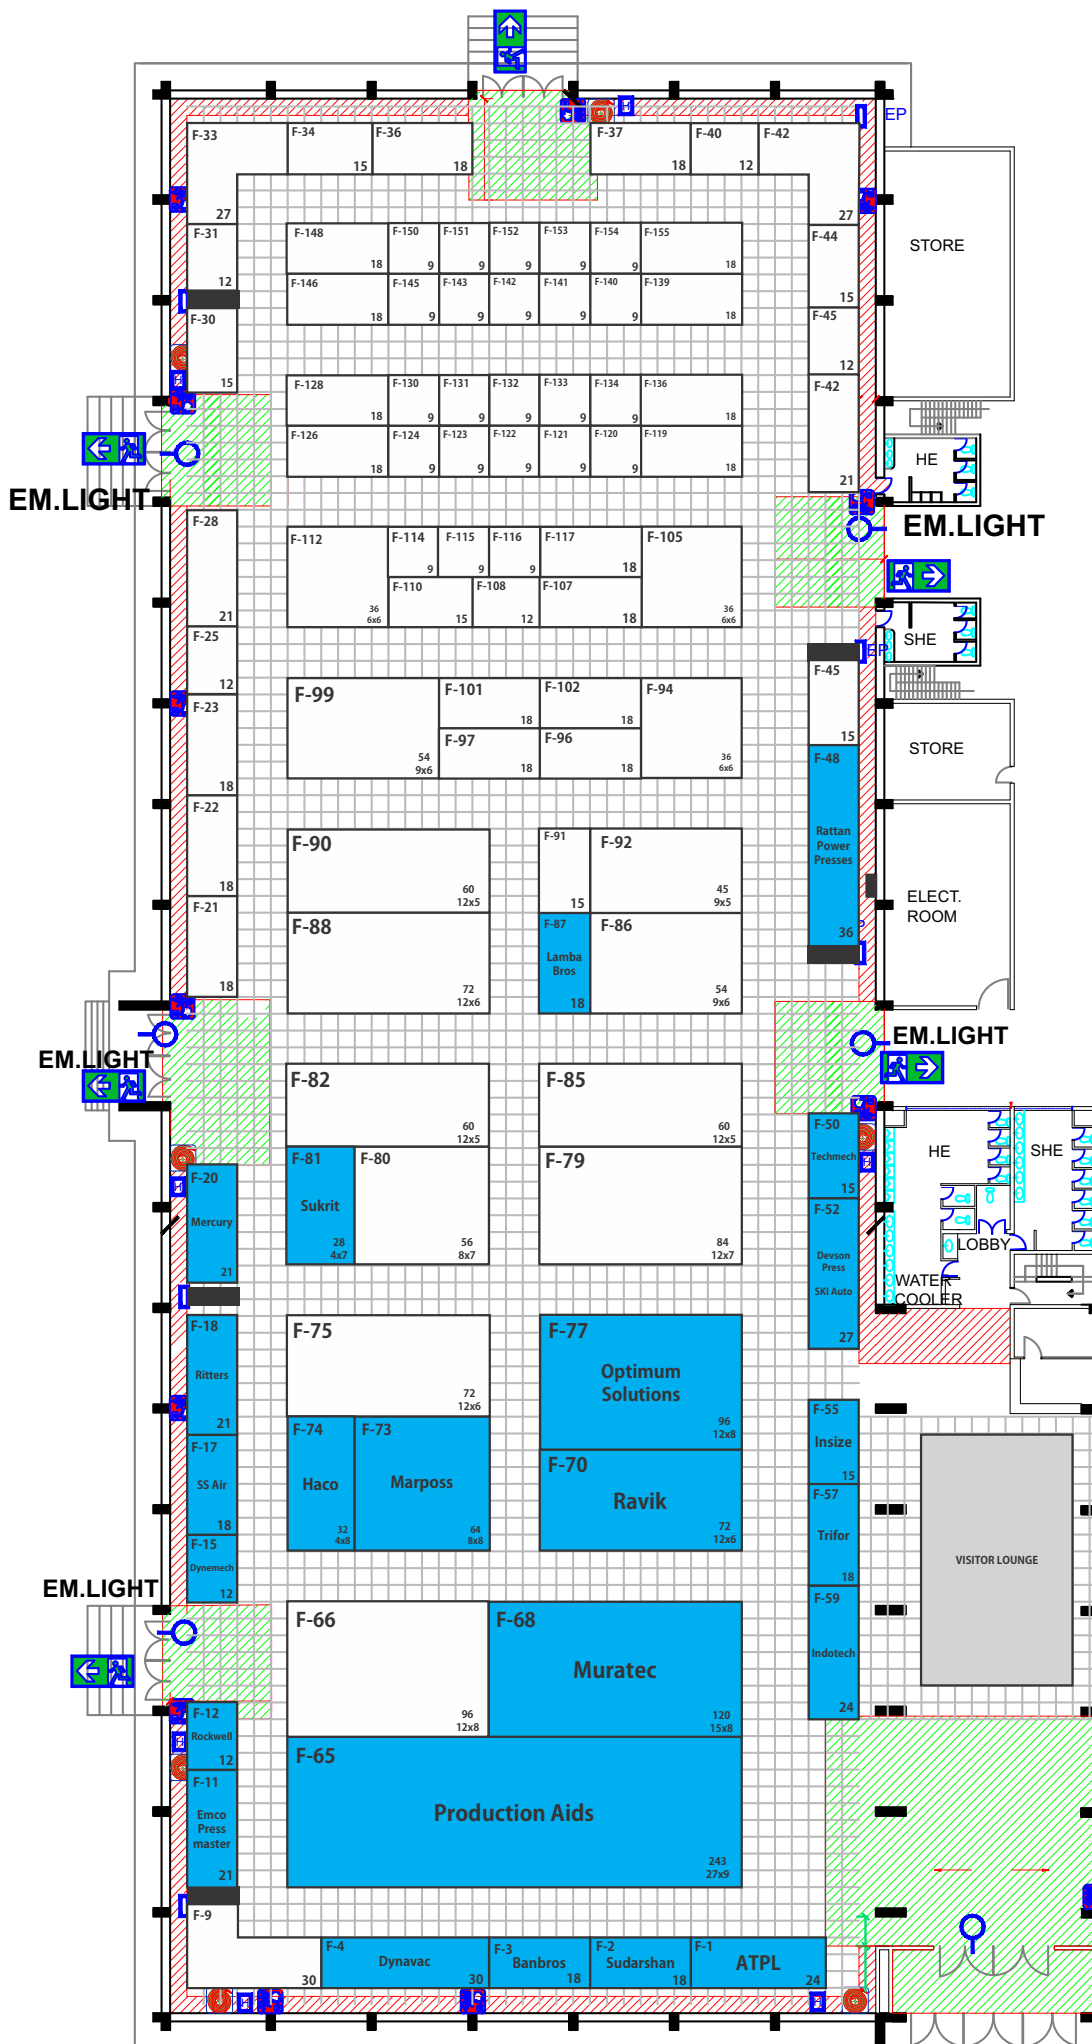 EP
F-33
27
F-34
15
F-36
18
F-37
18
F-40
12
F-42
27
F-31
12
F-30
15
F-148
18
F-150
9
F-151
9
F-152
9
F-153
9
F-154
9
F-155
18
F-146
18
F-145
9
F-143
9
F-142
9
F-141
9
F-140
9
F-139
18
F-44
15
F-45
12
F-42
21
STORE
F-128
18
F-130
9
F-131
9
F-132
9
F-133
9
F-134
9
F-136
18
F-126
18
F-124
9
F-123
9
F-122
9
F-121
9
F-120
9
F-119
18
HE
EM.LIGHT
EM.LIGHT
F-28
21
F-25
12
F-23
18
F-22
18
F-21
18
F-112
36
6x6
F-114
9
F-115
9
F-116
9
F-117
18
F-105
36
6x6
F-110
15
F-108
12
F-107
18
SHE
EP
F-99
54
9x6
F-101
18
F-102
18
F-94
36
6x6
F-97
18
F-96
18
F-45
15
STORE
F-48
Rattan
Power
Presses
36
F-90
60
12x5
F-91
15
F-92
45
9x5
F-88
72
12x6
F-87
Lamba
Bros
18
F-86
54
9x6
ELECT.
ROOM
EM.LIGHT
EM.LIGHT
F-82
60
12x5
F-85
60
12x5
F-81
Sukrit
28
4x7
F-80
56
8x7
F-79
84
12x7
F-20
Mercury
21
F-50
Techmech
15
F-52
Devson
Press
SKI Auto
27
HE
SHE
LOBBY
WATER
COOLER
F-18
Ritters
21
F-17
SS Air
18
F-15
Dynemech
12
F-75
72
12x6
F-77
Optimum
Solutions
96
12x8
F-74
Haco
32
4x8
F-73
Marposs
64
8x8
F-70
Ravik
72
12x6
F-55
Insize
15
F-57
Trifor
18
F-59
Indotech
24
VISITOR LOUNGE
EM.LIGHT
F-66
96
12x8
F-68
Muratec
120
15x8
F-12
Rockwell
12
F-11
Emco
Press
master
21
F-65
Production Aids
243
27x9
F-9
30
F-4
Dynavac
30
F-3
Banbros
18
F-2
Sudarshan
18
F-1
ATPL
24